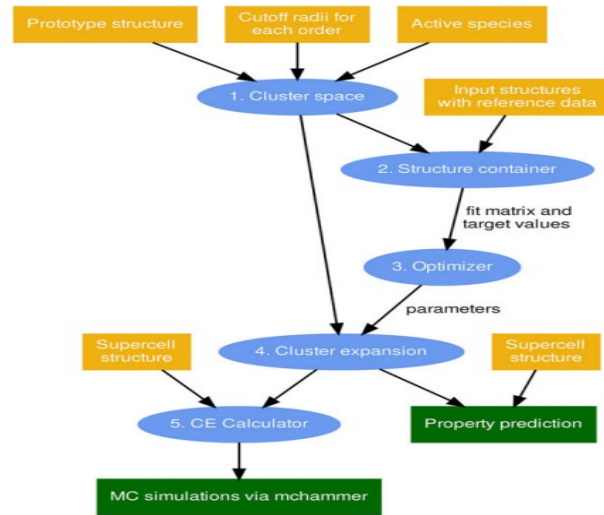 Prototype structure
Cutoff radii for
each order
Active species
1. Cluster space
Input structures
with reference data
2. Structure container
fit matrix and
target values
3. Optimizer
parameters
Supercell
structure
4. Cluster expansion
Supercell
structure
5. CE Calculator
Property prediction
MC simulations via mchammer